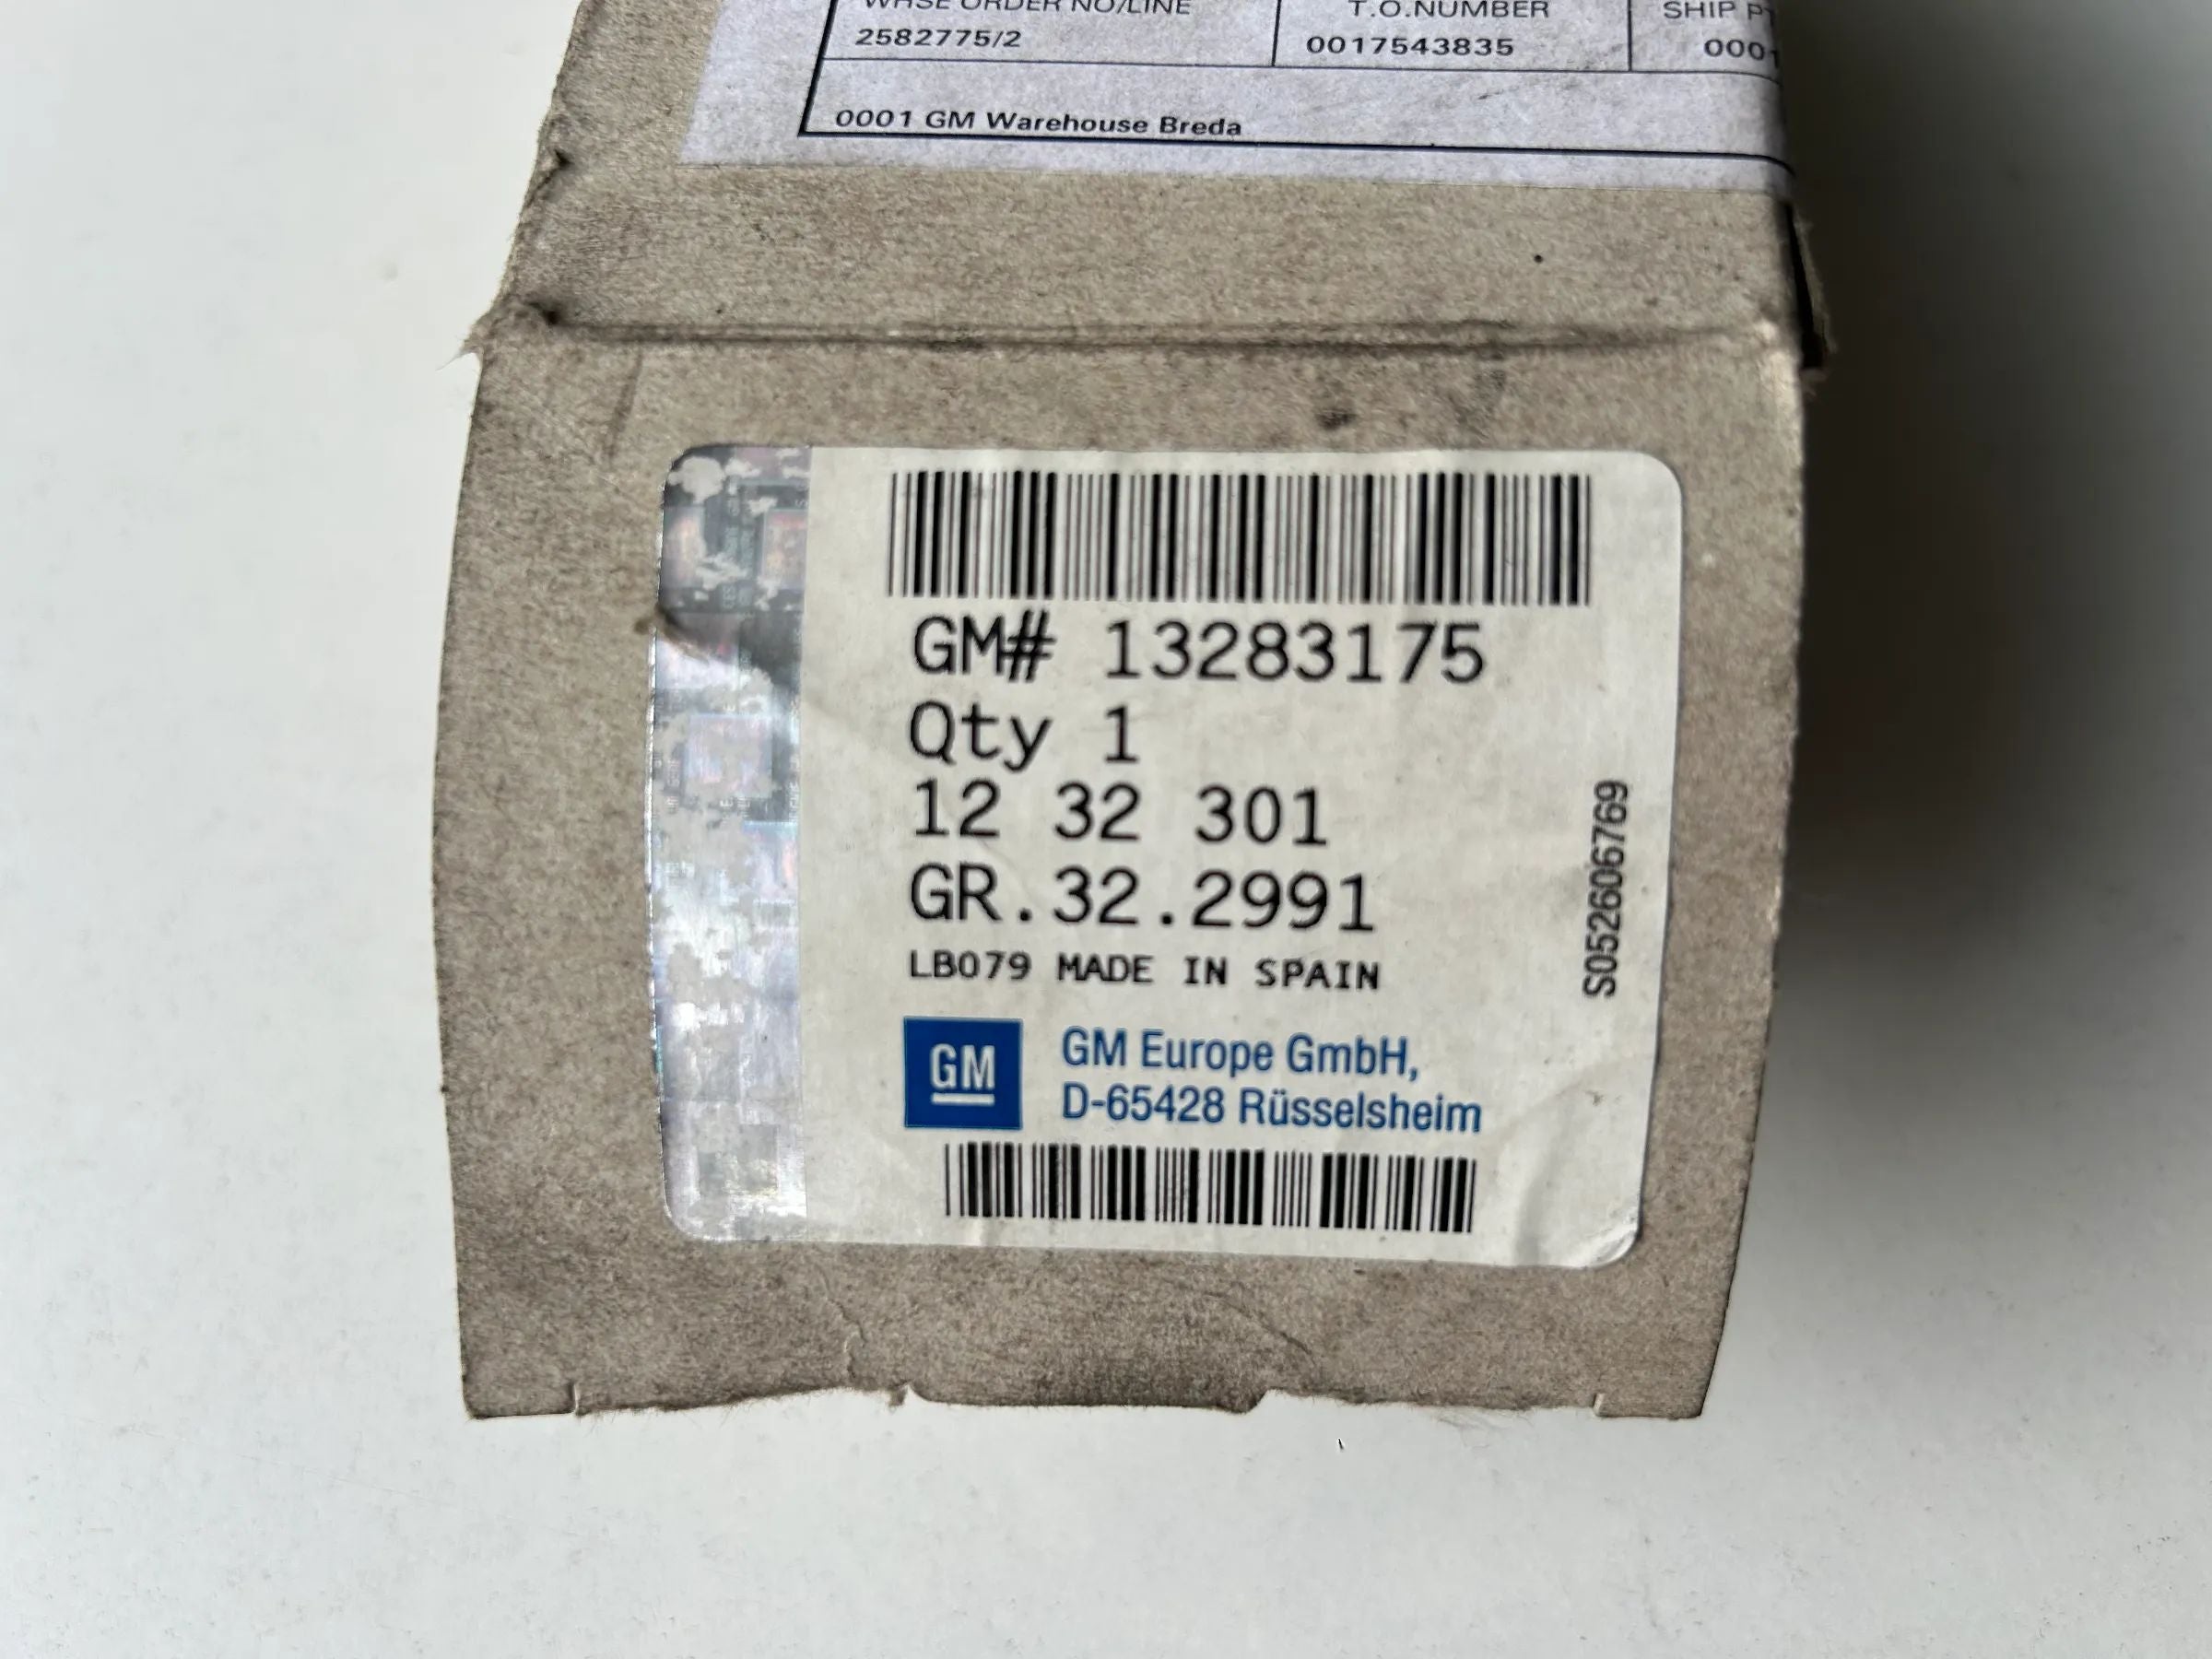 WHSE ORDER NO/LINE T.O.NUMBER SHIP
2582775/2 0017543835
0001 GM Warehouse Breda
GM# 13283175
Qty 1
12 32 301
GR.32.2991
LB079 MADE IN SPAIN
S052606769
GM
GM Europe GmbH,
D-65428 Rüsselsheim